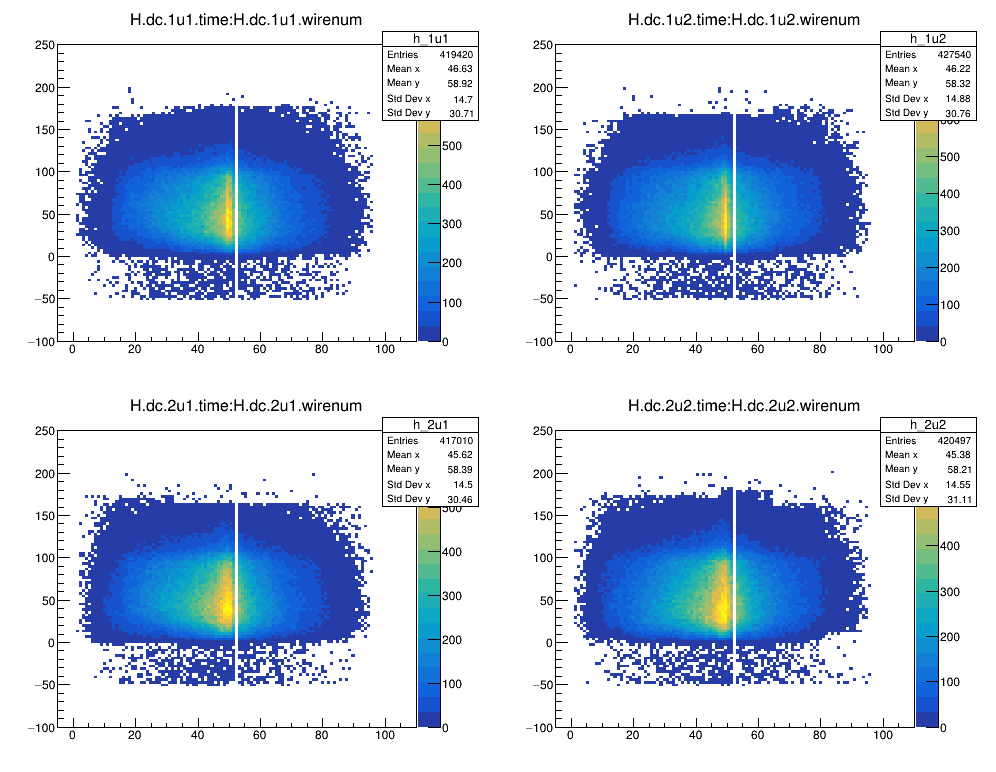 H.dc.1u1.time:H.dc.1u1.wirenum
h_1u1
Entries 419420
Mean x 46.63
Mean y 58.92
Std Dev x 14.7
Std Dev y 30.71
250
200
150
100
50
0
−50
−100
0 20 40 60 80 100
500
400
300
200
100
0
H.dc.1u2.time:H.dc.1u2.wirenum
h_1u2
Entries 427540
Mean x 46.22
Mean y 58.32
Std Dev x 14.88
Std Dev y 30.76
250
200
150
100
50
0
−50
−100
0 20 40 60 80 100
600
500
400
300
200
100
0
H.dc.2u1.time:H.dc.2u1.wirenum
h_2u1
Entries 417010
Mean x 45.62
Mean y 58.39
Std Dev x 14.5
Std Dev y 30.46
250
200
150
100
50
0
−50
−100
0 20 40 60 80 100
500
400
300
200
100
0
H.dc.2u2.time:H.dc.2u2.wirenum
h_2u2
Entries 420497
Mean x 45.38
Mean y 58.21
Std Dev x 14.55
Std Dev y 31.11
250
200
150
100
50
0
−50
−100
0 20 40 60 80 100
400
300
200
100
0